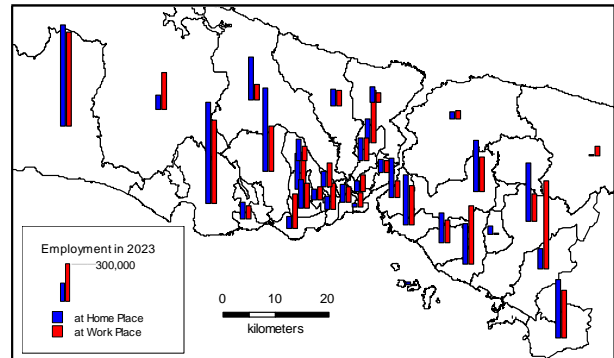 Employment in 2023
300,000
at Home Place
at Work Place
0 10 20
kilometers